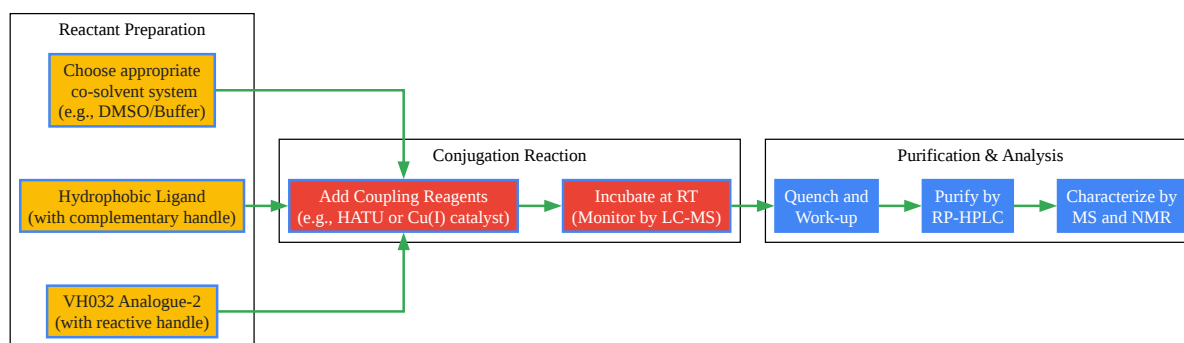 Reactant Preparation
Choose appropriate
co-solvent system
(e.g., DMSO/Buffer)
Hydrophobic Ligand
(with complementary handle)
VH032 Analogue-2
(with reactive handle)
Conjugation Reaction
Add Coupling Reagents
(e.g., HATU or Cu(I) catalyst)
Incubate at RT
(Monitor by LC-MS)
Purification & Analysis
Quench and
Work-up
Purify by
RP-HPLC
Characterize by
MS and NMR